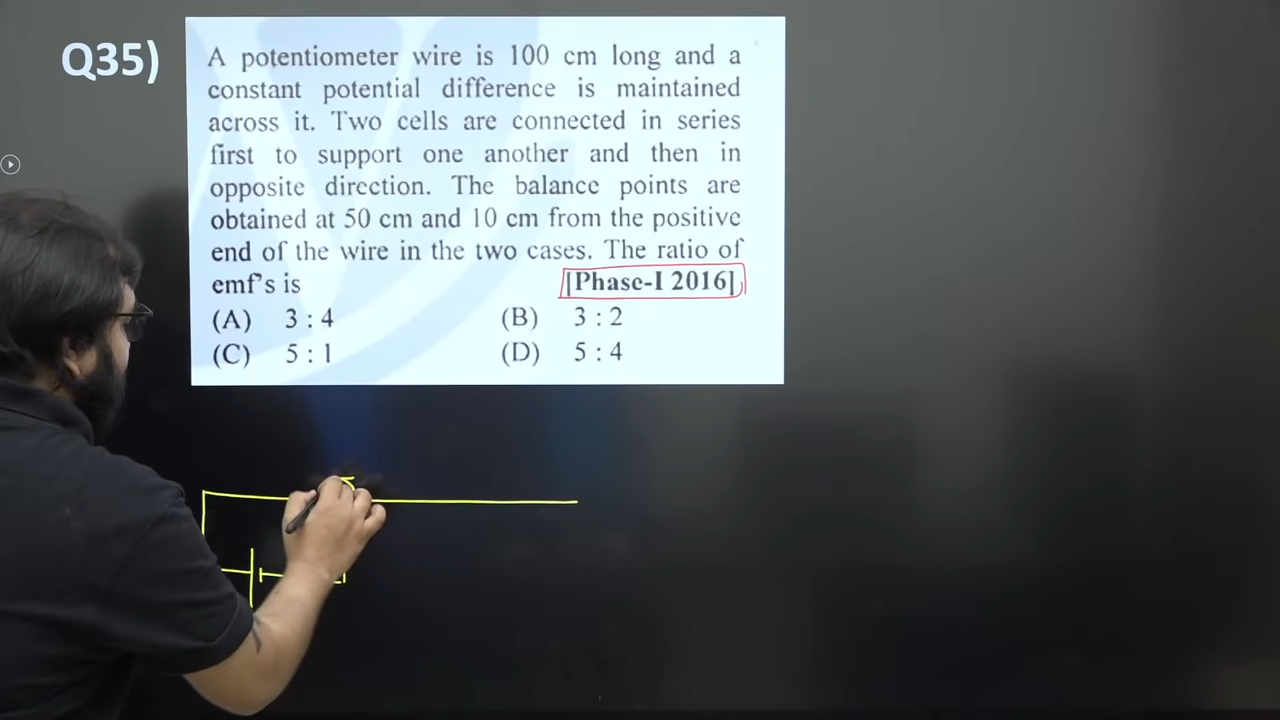 Q35)
A potentiometer wire is 100 cm long and a
constant potential difference is maintained
across it. Two cells are connected in series
first to support one another and then in
opposite direction. The balance points are
obtained at 50 cm and 10 cm from the positive
end of the wire in the two cases. The ratio of
emf's is [Phase-I 2016]
(A) 3 : 4 (B) 3 : 2
(C) 5 : 1 (D) 5 : 4